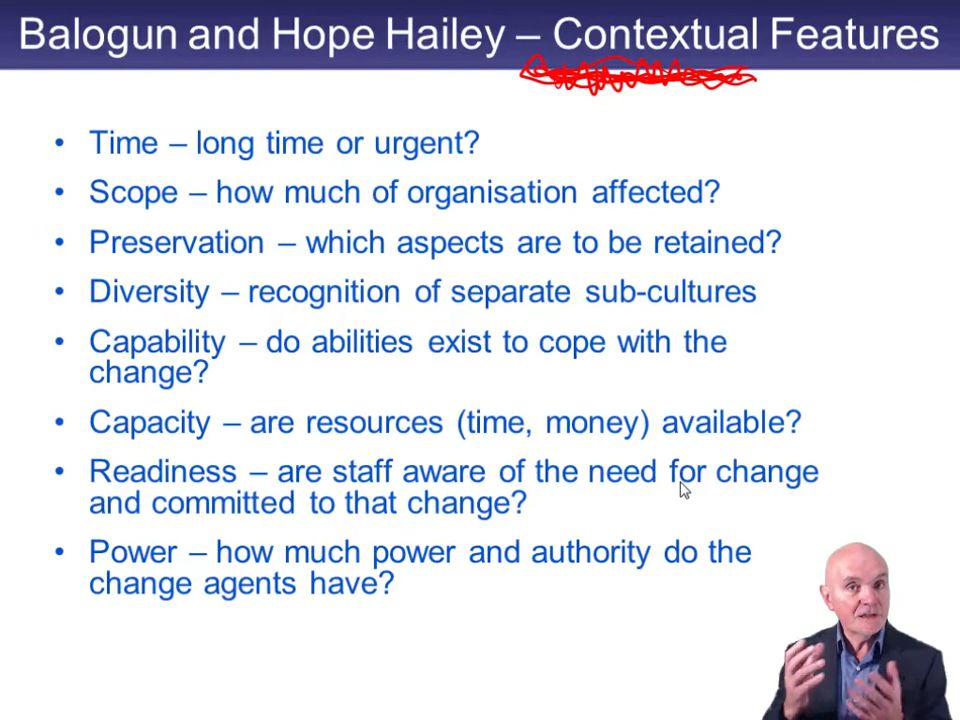 Balogun and Hope Hailey – Contextual Features
• Time – long time or urgent?
• Scope – how much of organisation affected?
• Preservation – which aspects are to be retained?
• Diversity – recognition of separate sub-cultures
• Capability – do abilities exist to cope with the
change?
• Capacity – are resources (time, money) available?
• Readiness – are staff aware of the need for change
and committed to that change?
• Power – how much power and authority do the
change agents have?